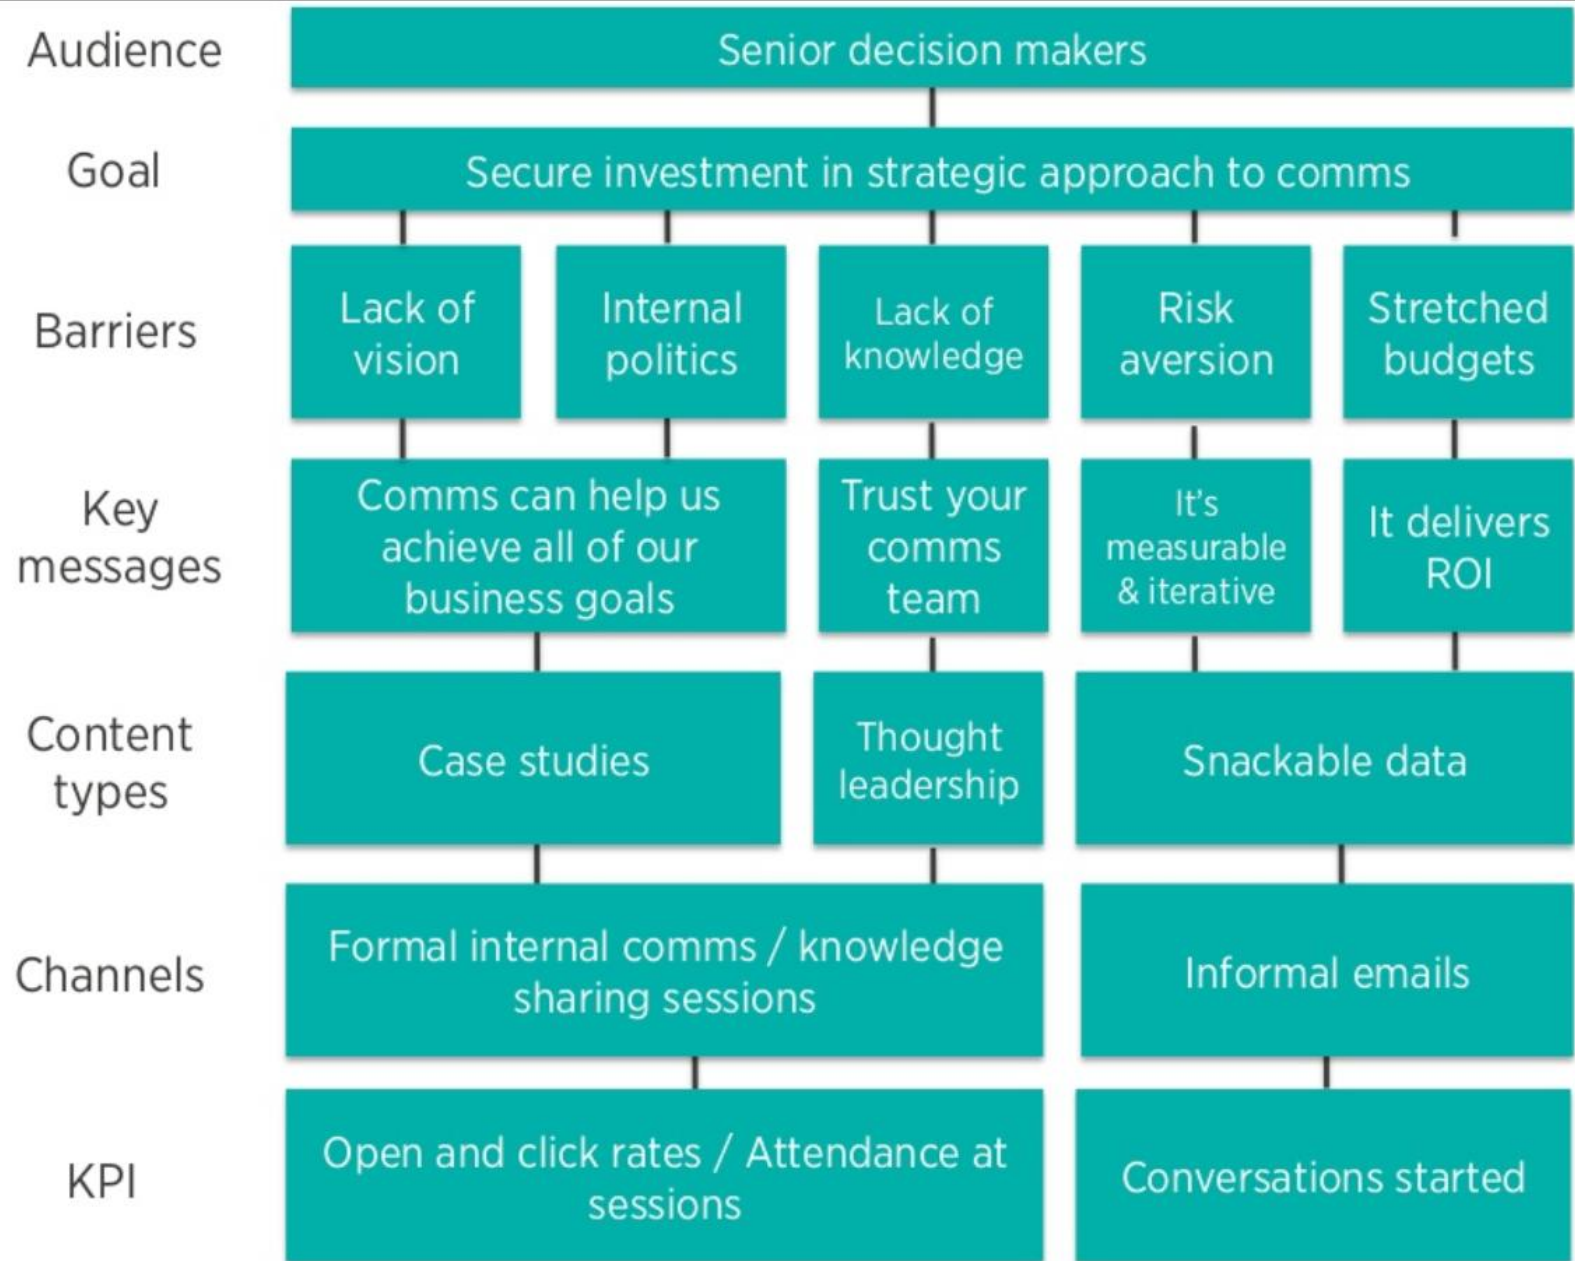 Audience
Senior decision makers
Goal
Secure investment in strategic approach to comms
Barriers
Lack of
vision
Internal
politics
Lack of
knowledge
Risk
aversion
Stretched
budgets
Key
messages
Comms can help us
achieve all of our
business goals
Trust your
comms
team
It’s
measurable
& iterative
It delivers
ROI
Content
types
Case studies
Thought
leadership
Snackable data
Channels
Formal internal comms / knowledge
sharing sessions
Informal emails
KPI
Open and click rates / Attendance at
sessions
Conversations started